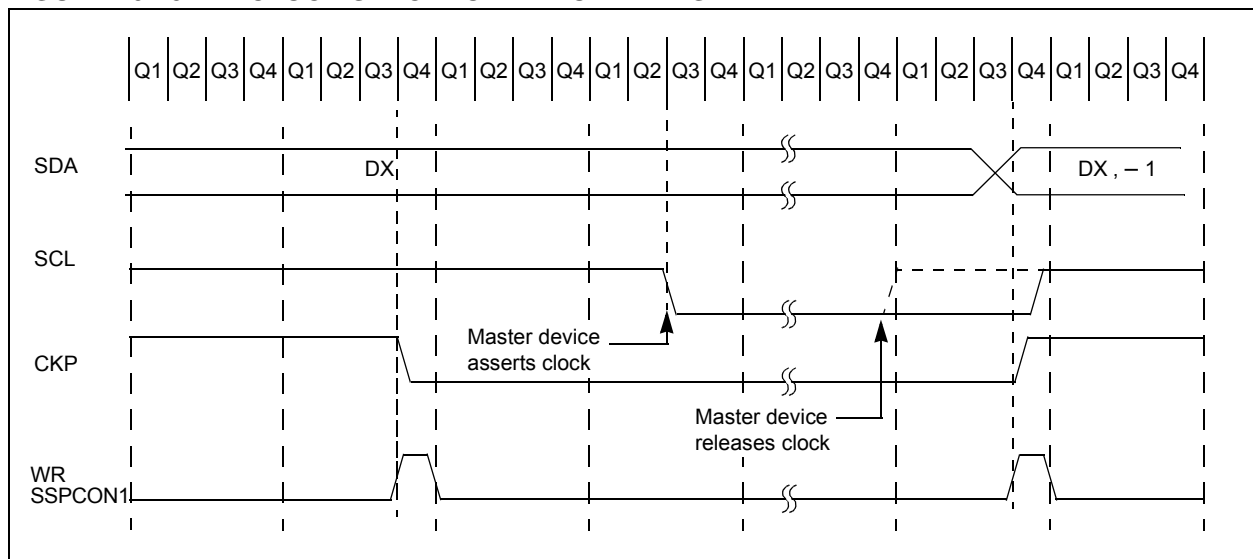 Q1 Q2 Q3 Q4 Q1 Q2 Q3 Q4 Q1 Q2 Q3 Q4 Q1 Q2 Q3 Q4 Q1 Q2 Q3 Q4 Q1 Q2 Q3 Q4 Q1 Q2 Q3 Q4
SDA
DX
DX , – 1
SCL
Master device
asserts clock
CKP
Master device
releases clock
WR
SSPCON1